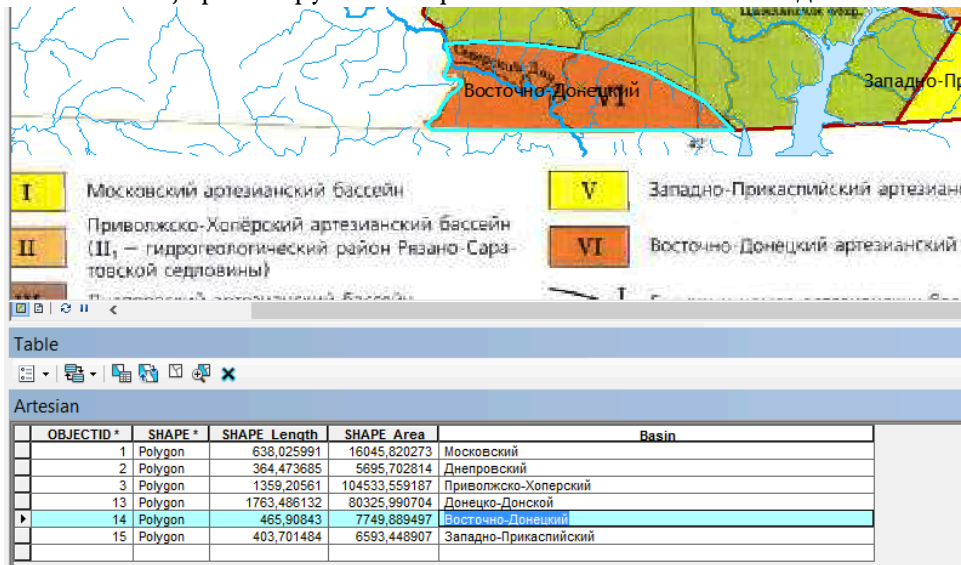 Северский Дон
Восточно-Донецкий
VI
Западно-Пр
I
Московский артезианский бассейн
V
Западно-Прикаспийский артезиан
II
Приволжско-Хопёрский артезианский бассейн
(II₁ – гидрогеологический район Рязано-Сара-
товской седловины)
VI
Восточно-Донецкий артезианский
Table
Artesian
OBJECTID * SHAPE * SHAPE_Length SHAPE_Area Basin
1 Polygon 638,025991 16045,820273 Московский
2 Polygon 364,473685 5695,702814 Днепровский
3 Polygon 1359,20561 104533,559187 Приволжско-Хоперский
13 Polygon 1763,486132 80325,990704 Донецко-Донской
14 Polygon 465,90843 7749,889497 Восточно-Донецкий
15 Polygon 403,701484 6593,448907 Западно-Прикаспийский